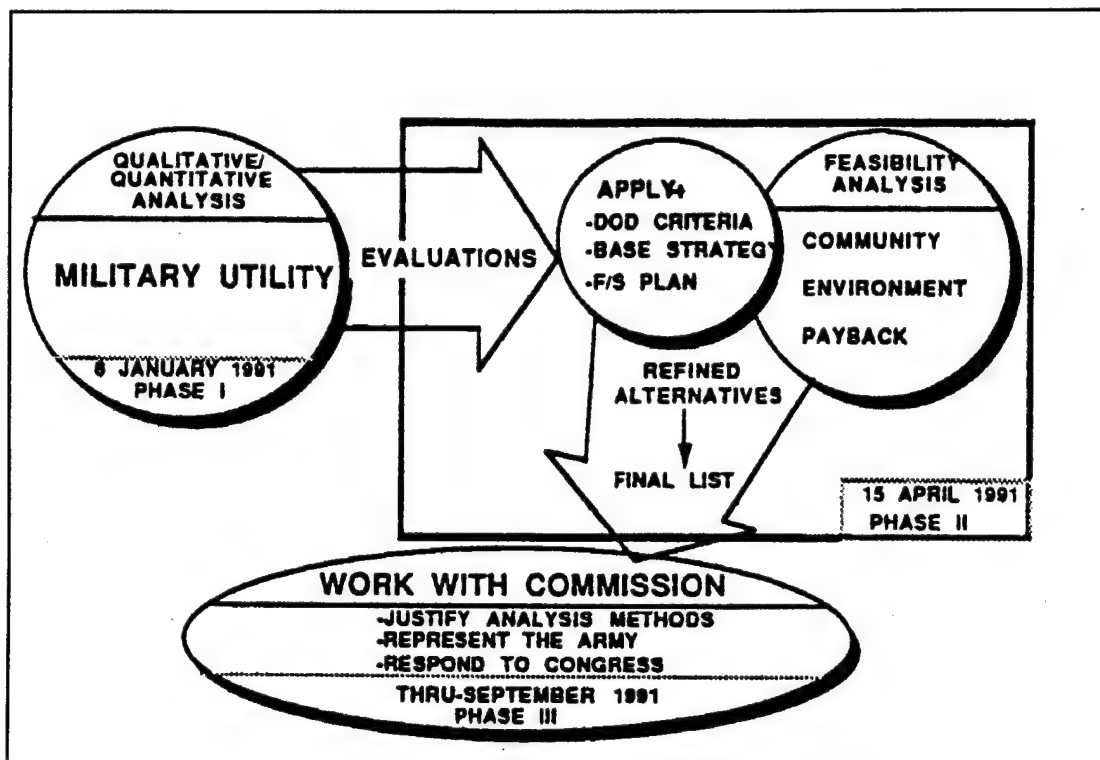 QUALITATIVE/
QUANTITATIVE
ANALYSIS
MILITARY UTILITY
6 JANUARY 1991
PHASE I
EVALUATIONS
APPLY+
-DOD CRITERIA
-BASE STRATEGY
-F/S PLAN
FEASIBILITY
ANALYSIS
COMMUNITY
ENVIRONMENT
PAYBACK
REFINED
ALTERNATIVES
FINAL LIST
15 APRIL 1991
PHASE II
WORK WITH COMMISSION
-JUSTIFY ANALYSIS METHODS
-REPRESENT THE ARMY
-RESPOND TO CONGRESS
THRU-SEPTEMBER 1991
PHASE III